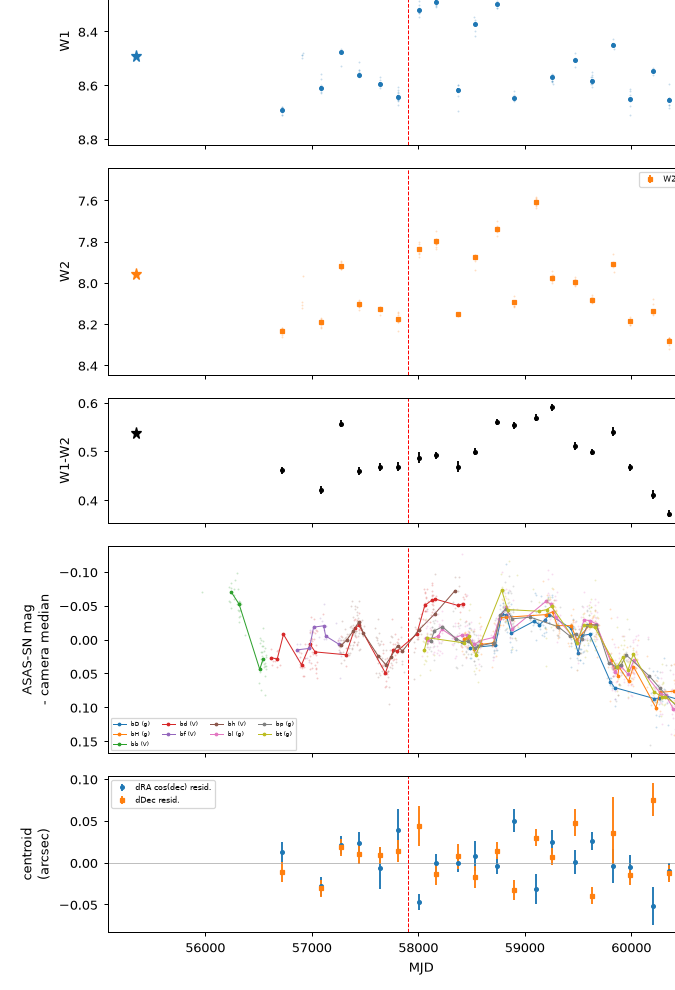 W1
8.4
8.6
8.8
W2
7.6
7.8
8.0
8.2
8.4
W2
W1-W2
0.6
0.5
0.4
ASAS-SN mag
- camera median
−0.10
−0.05
0.00
0.05
0.10
0.15
bD (g)
bH (g)
bb (V)
bd (V)
bf (V)
bh (V)
bl (g)
bp (g)
bt (g)
centroid
(arcsec)
0.10
0.05
0.00
−0.05
dRA cos(dec) resid.
dDec resid.
56000
57000
58000
59000
60000
MJD